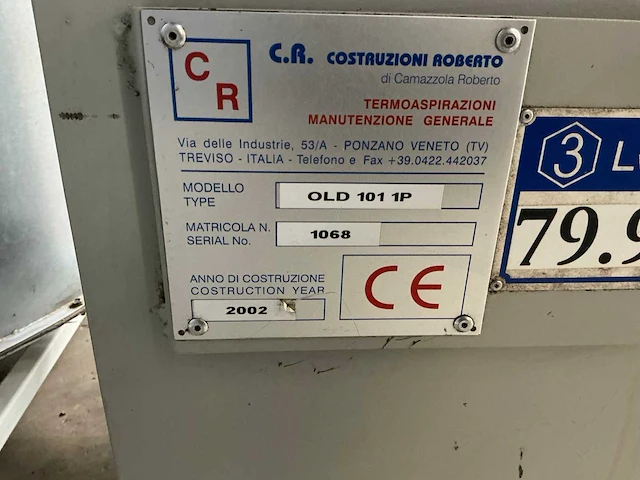 C R
C.R. COSTRUZIONI ROBERTO
di Camazzola Roberto
TERMOASPIRAZIONI
MANUTENZIONE GENERALE
Via delle Industrie, 53/A - PONZANO VENETO (TV)
TREVISO - ITALIA - Telefono e Fax +39.0422.442037
MODELLO
TYPE
OLD 101 1P
MATRICOLA N.
SERIAL No.
1068
ANNO DI COSTRUZIONE
COSTRUCTION YEAR
2002
CE
3
79.9